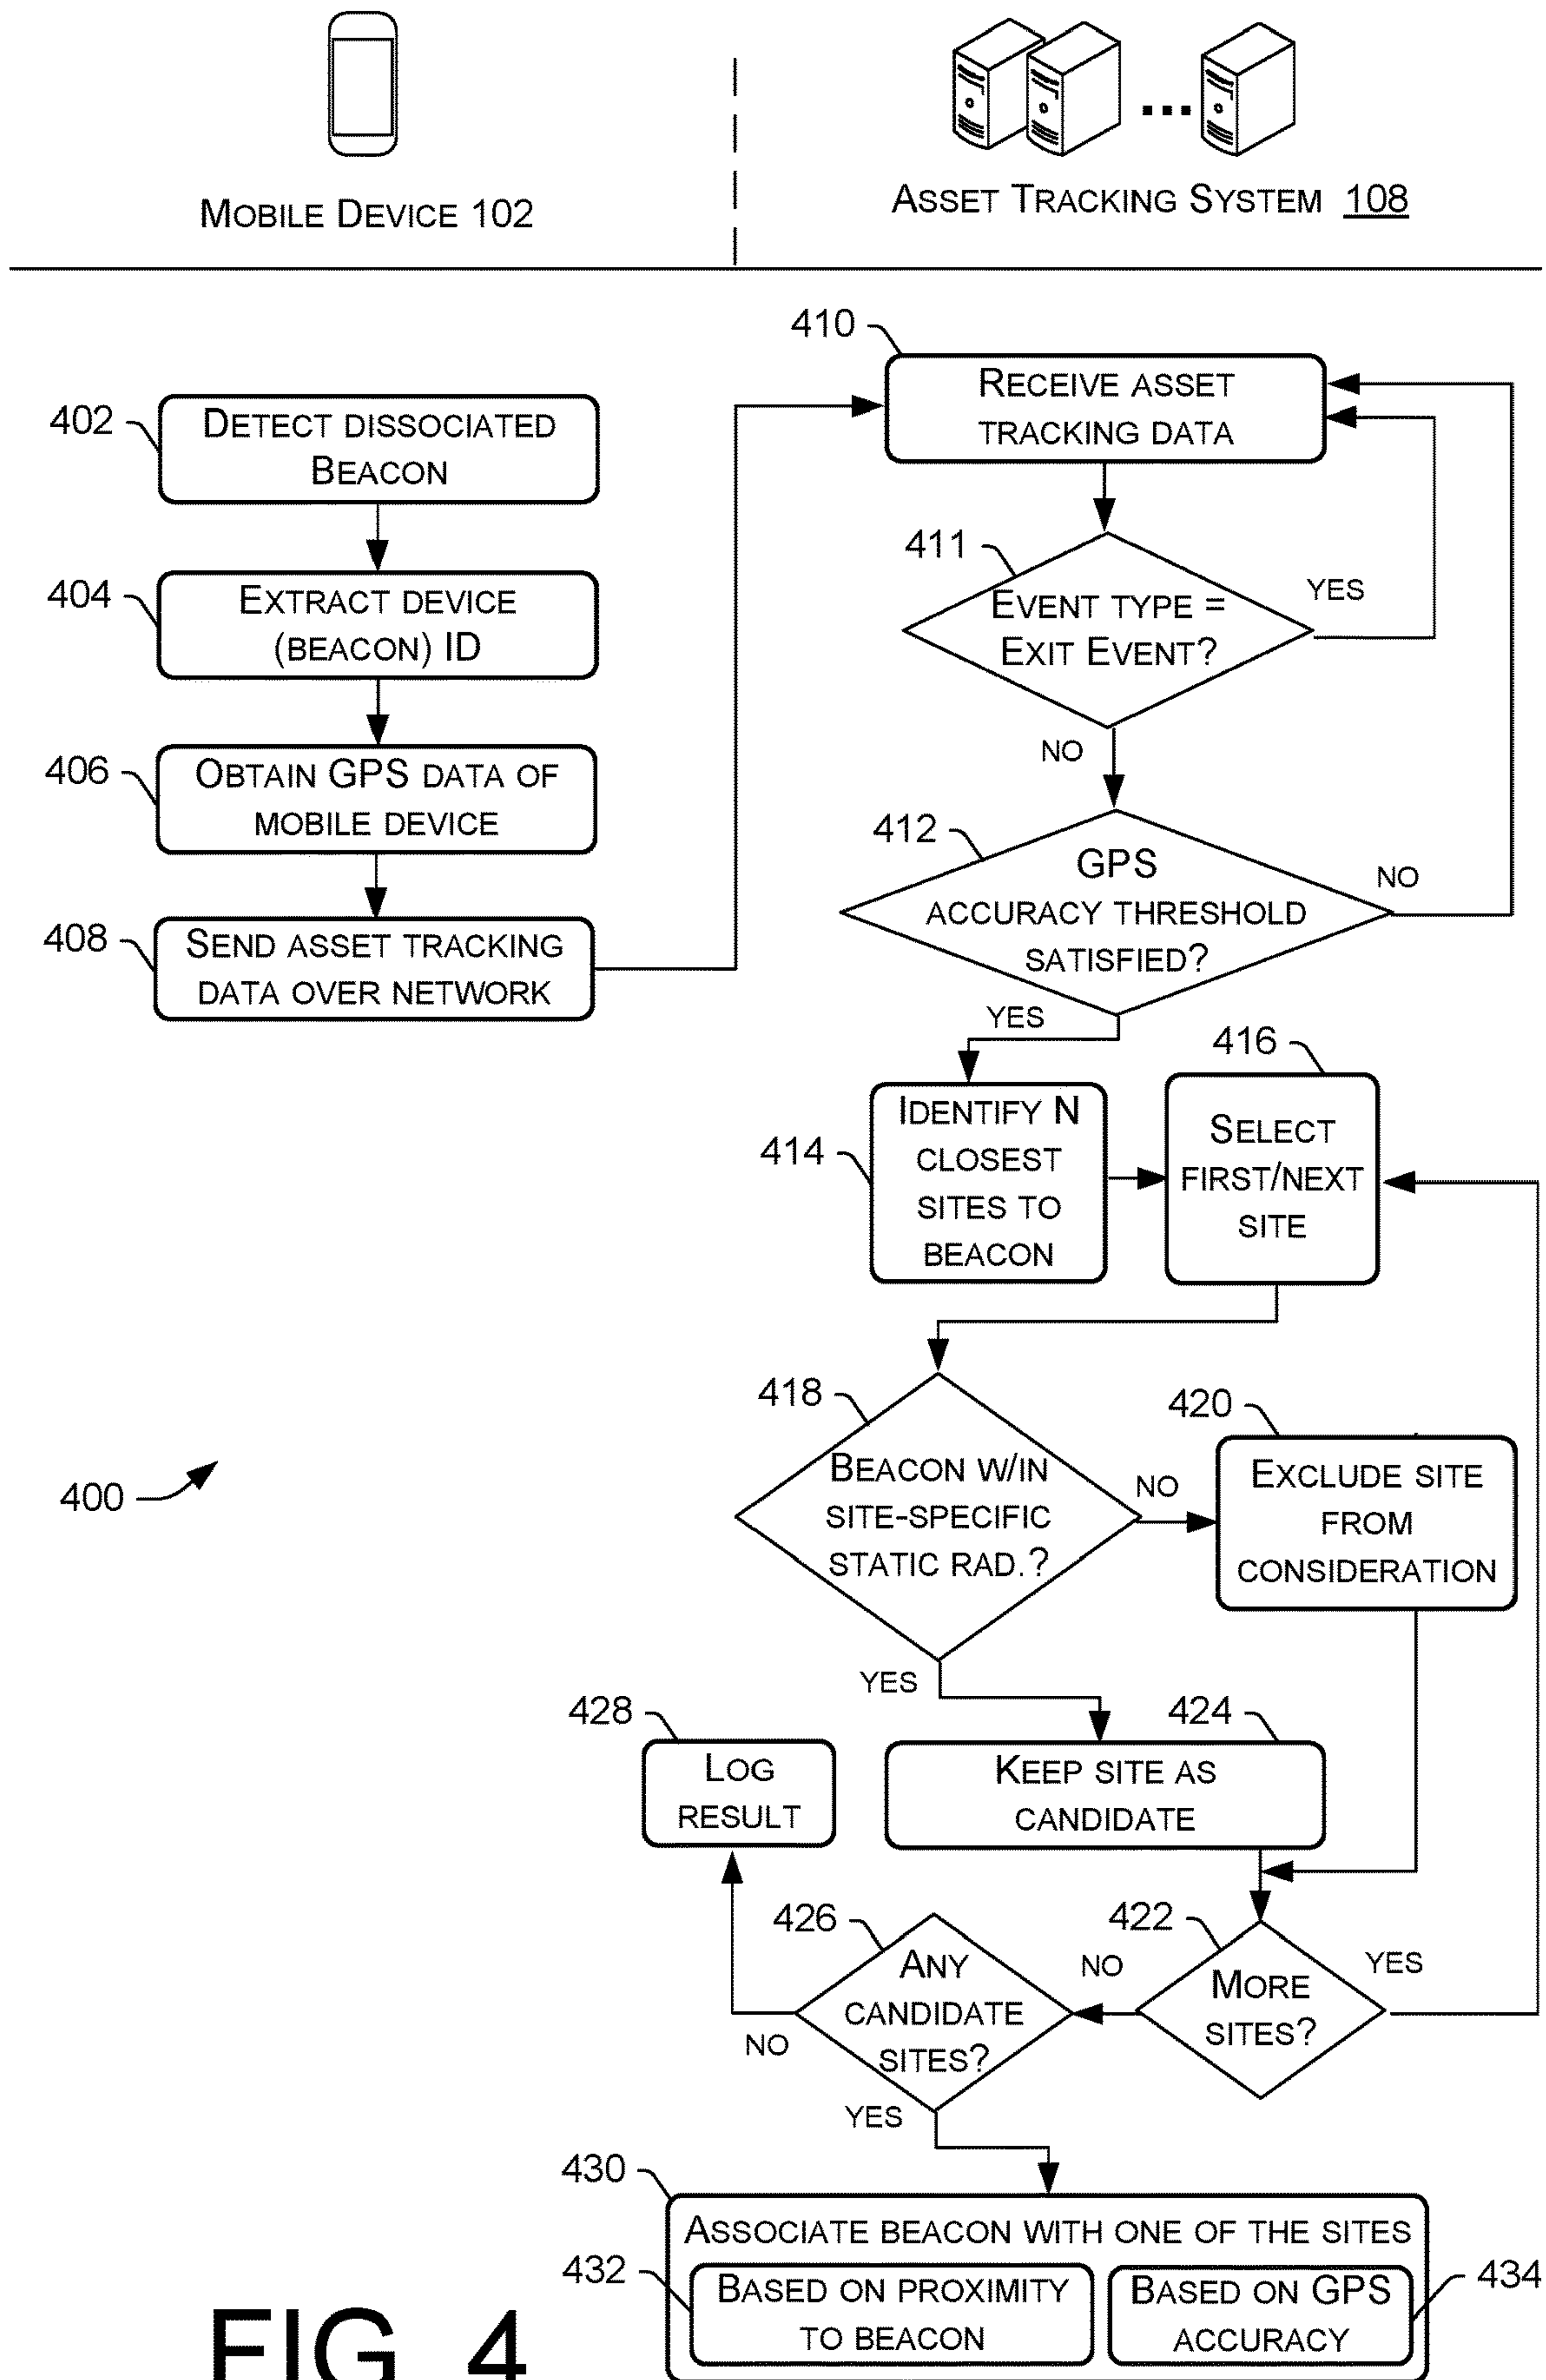 MOBILE DEVICE 102
ASSET TRACKING SYSTEM 108
402
DETECT DISSOCIATED
BEACON
404
EXTRACT DEVICE
(BEACON) ID
406
OBTAIN GPS DATA OF
MOBILE DEVICE
408
SEND ASSET TRACKING
DATA OVER NETWORK
410
RECEIVE ASSET
TRACKING DATA
411
EVENT TYPE =
EXIT EVENT?
YES
NO
412
GPS
ACCURACY THRESHOLD
SATISFIED?
NO
YES
414
IDENTIFY N
CLOSEST
SITES TO
BEACON
416
SELECT
FIRST/NEXT
SITE
418
BEACON W/IN
SITE-SPECIFIC
STATIC RAD.?
NO
YES
420
EXCLUDE SITE
FROM
CONSIDERATION
400
424
KEEP SITE AS
CANDIDATE
428
LOG
RESULT
422
MORE
SITES?
YES
NO
426
ANY
CANDIDATE
SITES?
NO
YES
430
ASSOCIATE BEACON WITH ONE OF THE SITES
432
BASED ON PROXIMITY
TO BEACON
BASED ON GPS
ACCURACY
434
FIG. 4